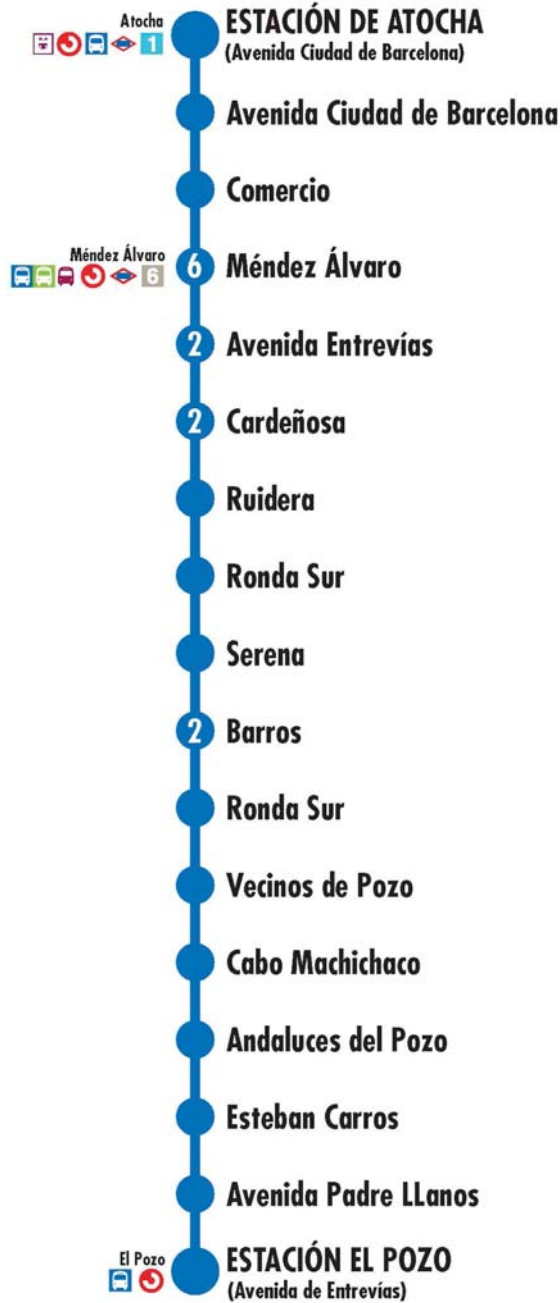 Atocha
1
ESTACIÓN DE ATOCHA
(Avenida Ciudad de Barcelona)
Avenida Ciudad de Barcelona
Comercio
Méndez Álvaro
6
6 Méndez Álvaro
2 Avenida Entrevías
2 Cardeñosa
Ruidera
Ronda Sur
Serena
2 Barros
Ronda Sur
Vecinos de Pozo
Cabo Machichaco
Andaluces del Pozo
Esteban Carros
Avenida Padre LLanos
El Pozo
ESTACIÓN EL POZO
(Avenida de Entrevías)